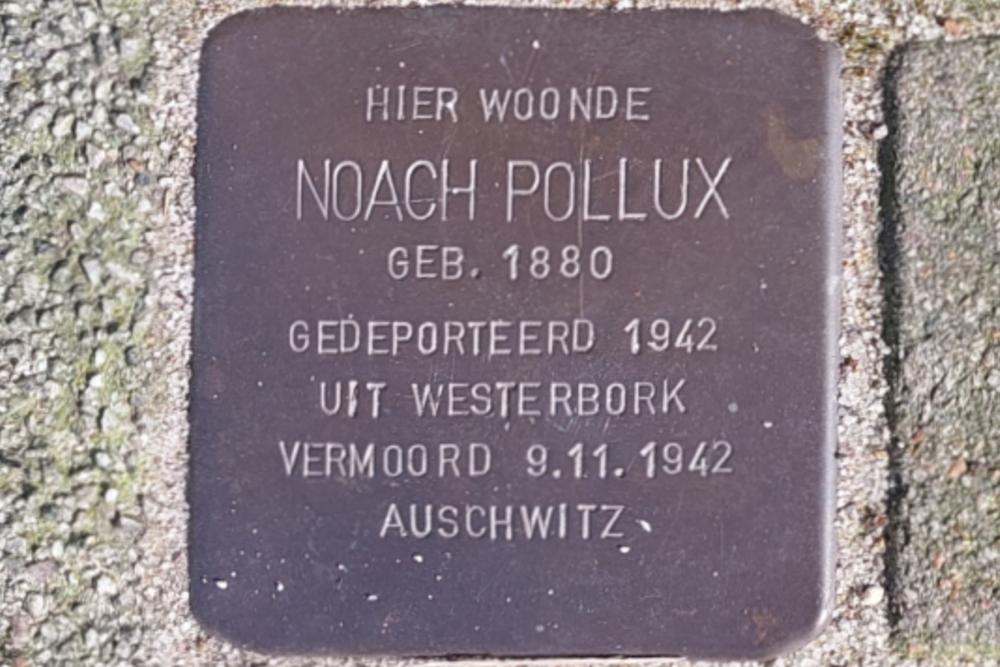 HIER WOONDE
NOACH POLLUX
GEB. 1880
GEDEPORTEERD 1942
UIT WESTERBORK
VERMOORD 9.11.1942
AUSCHWITZ